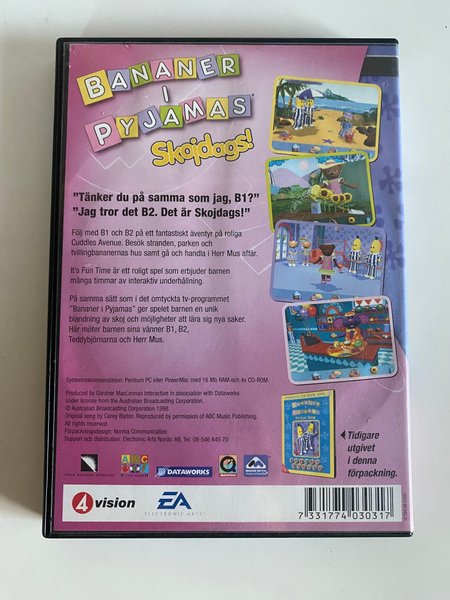 BANANER
I
PYJAMAS
Skojdags!
"Tänker du på samma som jag, B1?"
"Jag tror det B2. Det är Skojdags!"
Följ med B1 och B2 på ett fantastiskt äventyr på roliga
Cuddles Avenue. Besök stranden, parken och
tvillingbananernas hus samt gå och handla i Herr Mus affär.
It's Fun Time är ett roligt spel som erbjuder barnen
många timmar av interaktiv underhållning.
På samma sätt som i det omtyckta tv-programmet
"Bananer i Pyjamas" ger spelet barnen en unik
blandning av skoj och möjligheter att lära sig nya saker.
Här möter barnen sina vänner B1, B2,
Teddybjörnarna och Herr Mus.
Systemrekommendation: Pentium PC eller PowerMac med 16 Mb RAM och 4x CD-ROM.
Produced by Gardner MacLennan Interactive in association with Dataworks
under license from the Australian Broadcasting Corporation.
© Australian Broadcasting Corporation 1998.
Original song by Carey Blyton. Reproduced by permission of ABC Music Publishing.
All rights reserved.
Förpackningsdesign: Norma Communication.
Support och distribution: Electronic Arts Nordic AB, Tel. 08-546 645 70
BANANAS
PYJAMAS
It's Fun Time
Tidigare
utgivet
i denna
förpackning.
ABC
DATAWORKS
4 vision
EA
ELECTRONIC ARTS
7 331774 030317